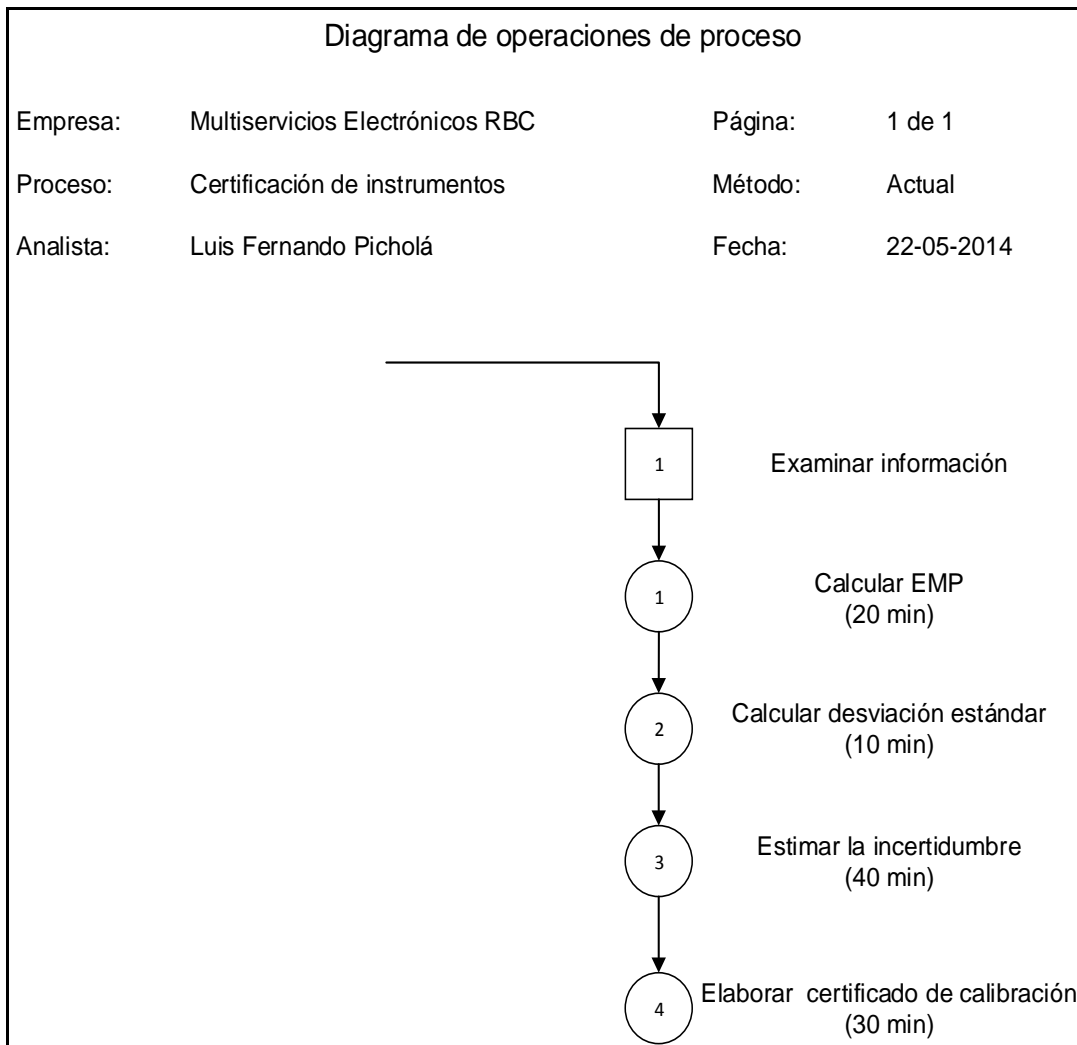 Diagrama de operaciones de proceso
Empresa: Multiservicios Electrónicos RBC Página: 1 de 1
Proceso: Certificación de instrumentos Método: Actual
Analista: Luis Fernando Picholá Fecha: 22-05-2014
1 Examinar información
1 Calcular EMP
(20 min)
2 Calcular desviación estándar
(10 min)
3 Estimar la incertidumbre
(40 min)
4 Elaborar certificado de calibración
(30 min)